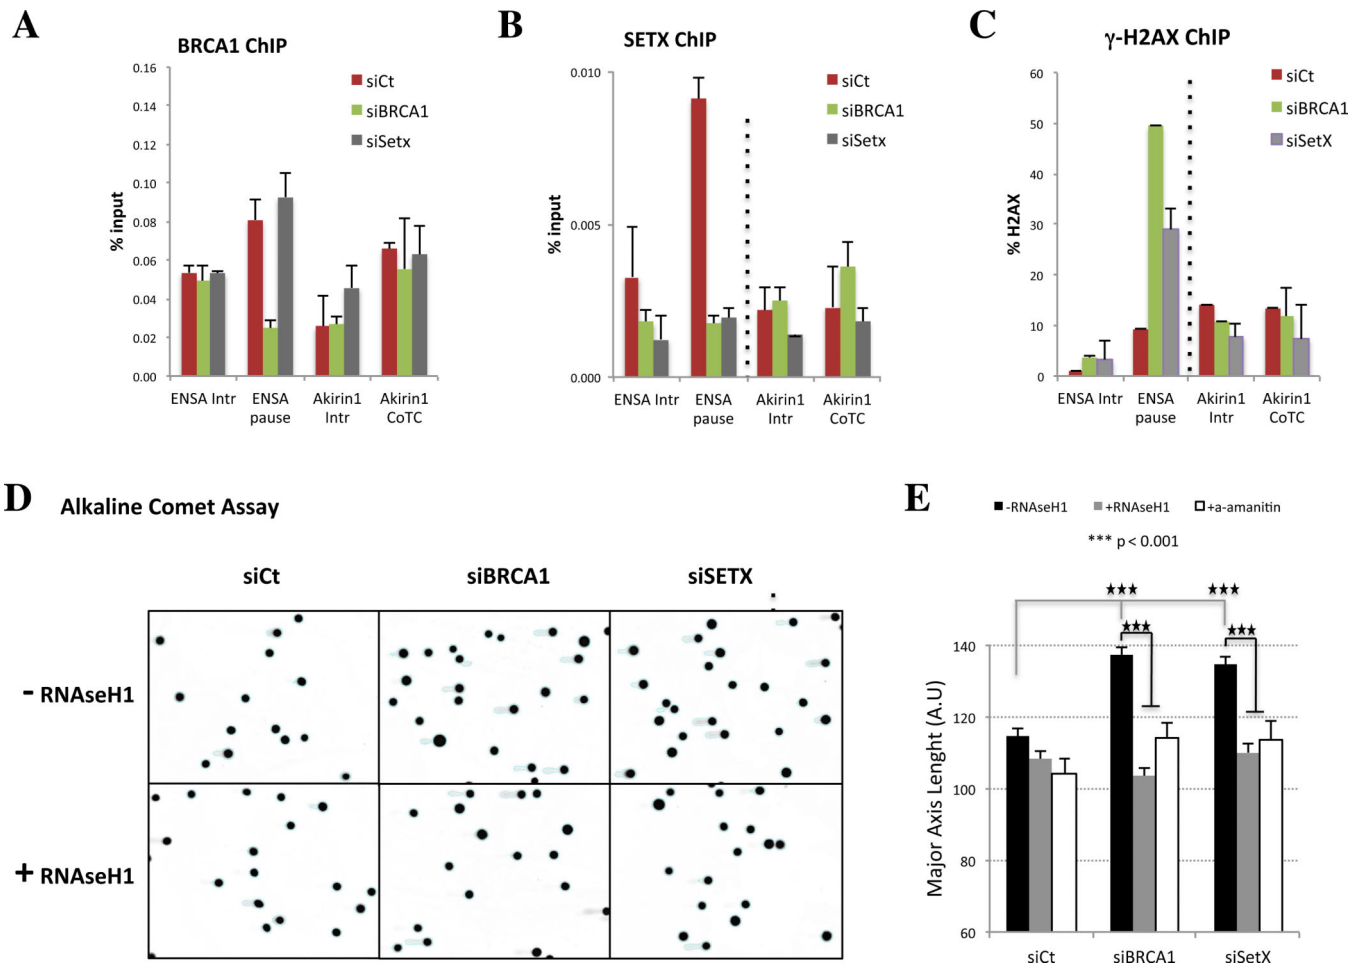 A
BRCA1 ChIP
% input
0.16
0.14
0.12
0.10
0.08
0.06
0.04
0.02
0.00
siCt
siBRCA1
siSetx
ENSA Intr
ENSA pause
Akirin1 Intr
Akirin1 CoTC
B
SETX ChIP
% input
0.010
0.005
0.000
siCt
siBRCA1
siSetx
ENSA Intr
ENSA pause
Akirin1 Intr
Akirin1 CoTC
C
γ-H2AX ChIP
% H2AX
60
50
40
30
20
10
0
siCt
siBRCA1
siSetX
ENSA Intr
ENSA pause
Akirin1 Intr
Akirin1 CoTC
D
Alkaline Comet Assay
siCt
siBRCA1
siSETX
- RNAseH1
+ RNAseH1
E
-RNAseH1
+RNAseH1
+a-amanitin
*** p < 0.001
★★★
★★★
★★★
★★★
Major Axis Lenght (A.U)
140
120
100
80
60
siCt
siBRCA1
siSetX